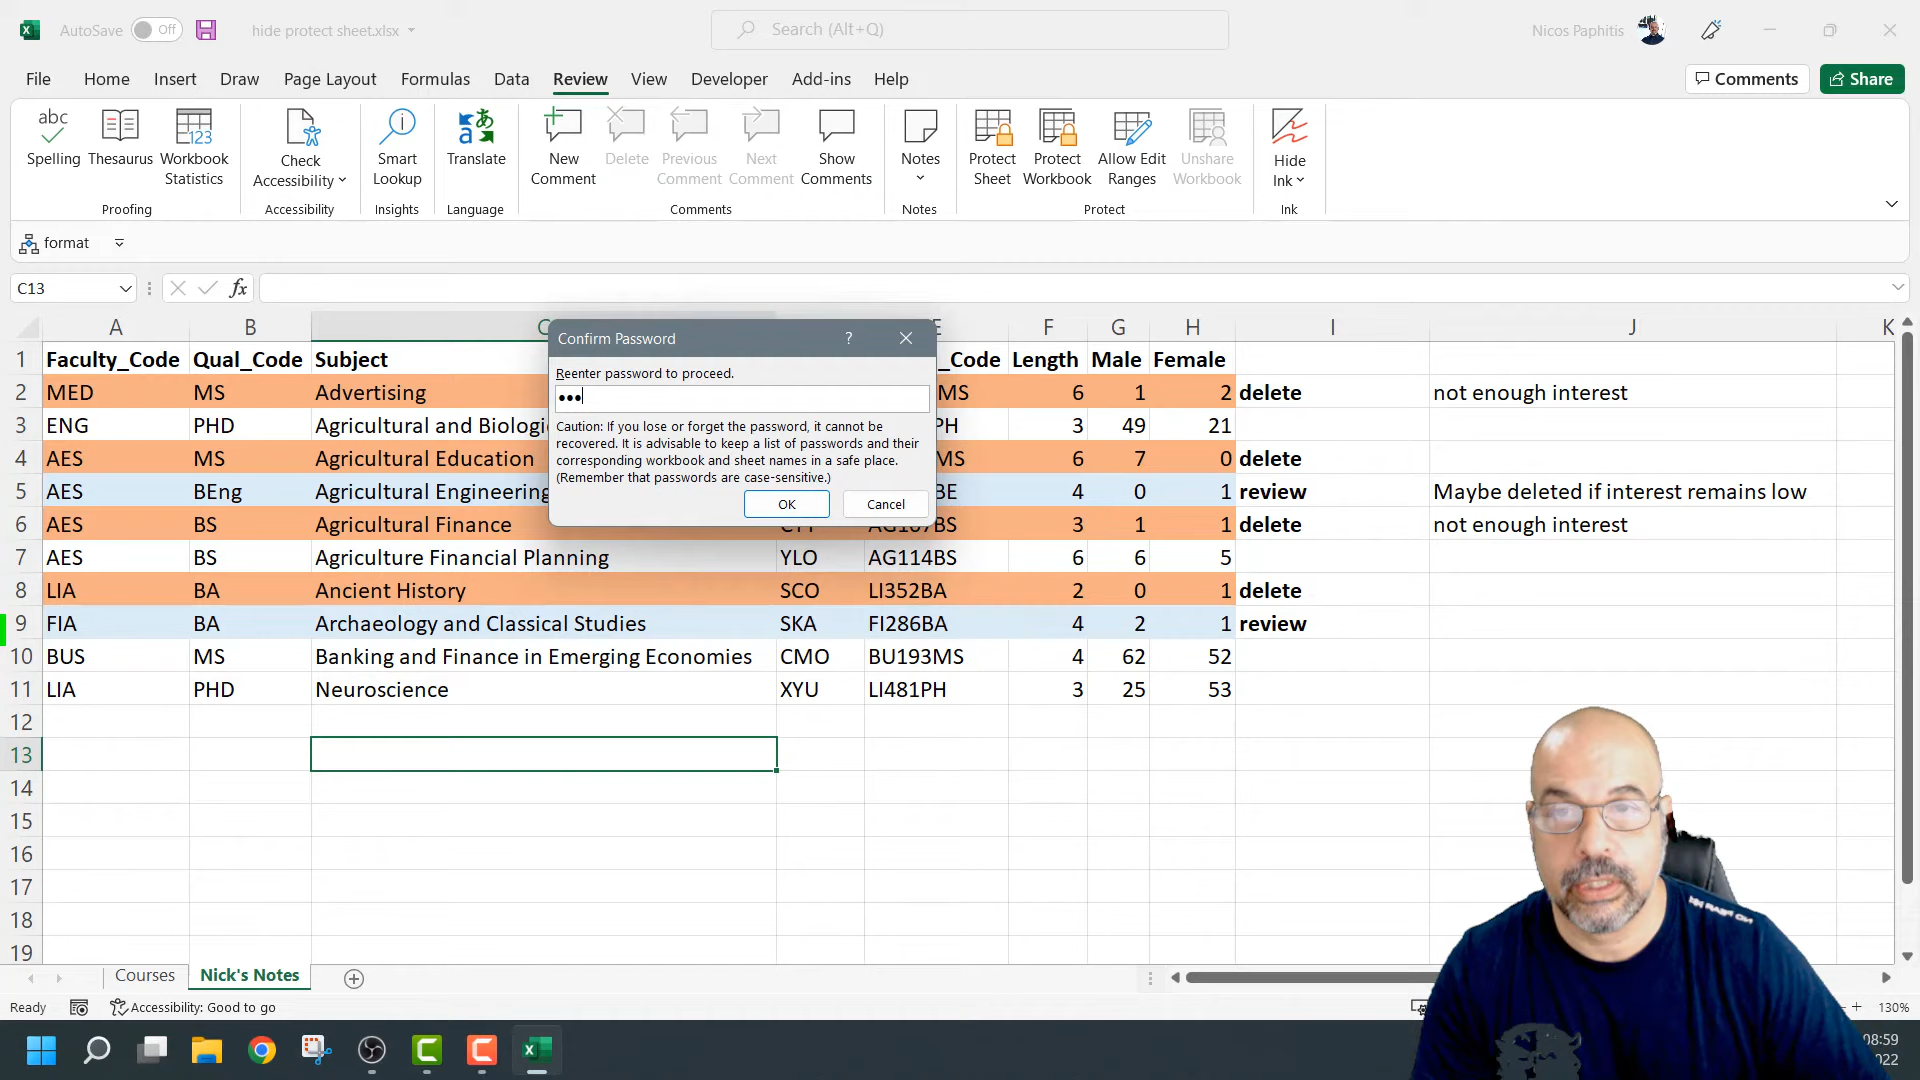 AutoSave Off hide protect sheet.xlsx Search (Alt+Q) Nicos Paphitis
File Home Insert Draw Page Layout Formulas Data Review View Developer Add-ins Help Comments Share
abc
123
Spelling Thesaurus Workbook Statistics Check Accessibility Smart Lookup Translate New Comment Delete Previous Comment Next Comment Show Comments Notes Protect Sheet Protect Workbook Allow Edit Ranges Unshare Workbook Hide Ink
Proofing Accessibility Insights Language Comments Notes Protect Ink
format
C13 fx
A B C E F G H I J K
1 Faculty_Code Qual_Code Subject _Code Length Male Female
2 MED MS Advertising MS 6 1 2 delete not enough interest
3 ENG PHD Agricultural and Biologi PH 3 49 21
4 AES MS Agricultural Education MS 6 7 0 delete
5 AES BEng Agricultural Engineering BE 4 0 1 review Maybe deleted if interest remains low
6 AES BS Agricultural Finance 3 1 1 delete not enough interest
7 AES BS Agriculture Financial Planning YLO AG114BS 6 6 5
8 LIA BA Ancient History SCO LI352BA 2 0 1 delete
9 FIA BA Archaeology and Classical Studies SKA FI286BA 4 2 1 review
10 BUS MS Banking and Finance in Emerging Economies CMO BU193MS 4 62 52
11 LIA PHD Neuroscience XYU LI481PH 3 25 53
12
13
14
15
16
17
18
19
Confirm Password ?
Reenter password to proceed.
•••
Caution: If you lose or forget the password, it cannot be
recovered. It is advisable to keep a list of passwords and their
corresponding workbook and sheet names in a safe place.
(Remember that passwords are case-sensitive.)
OK Cancel
Courses Nick's Notes
Ready Accessibility: Good to go 130%
08:59
022